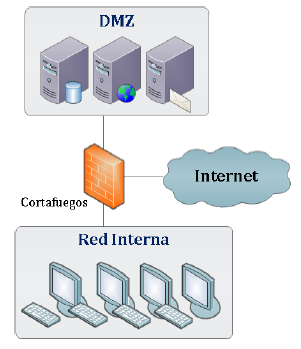 DMZ
Internet
Cortafuegos
Red Interna